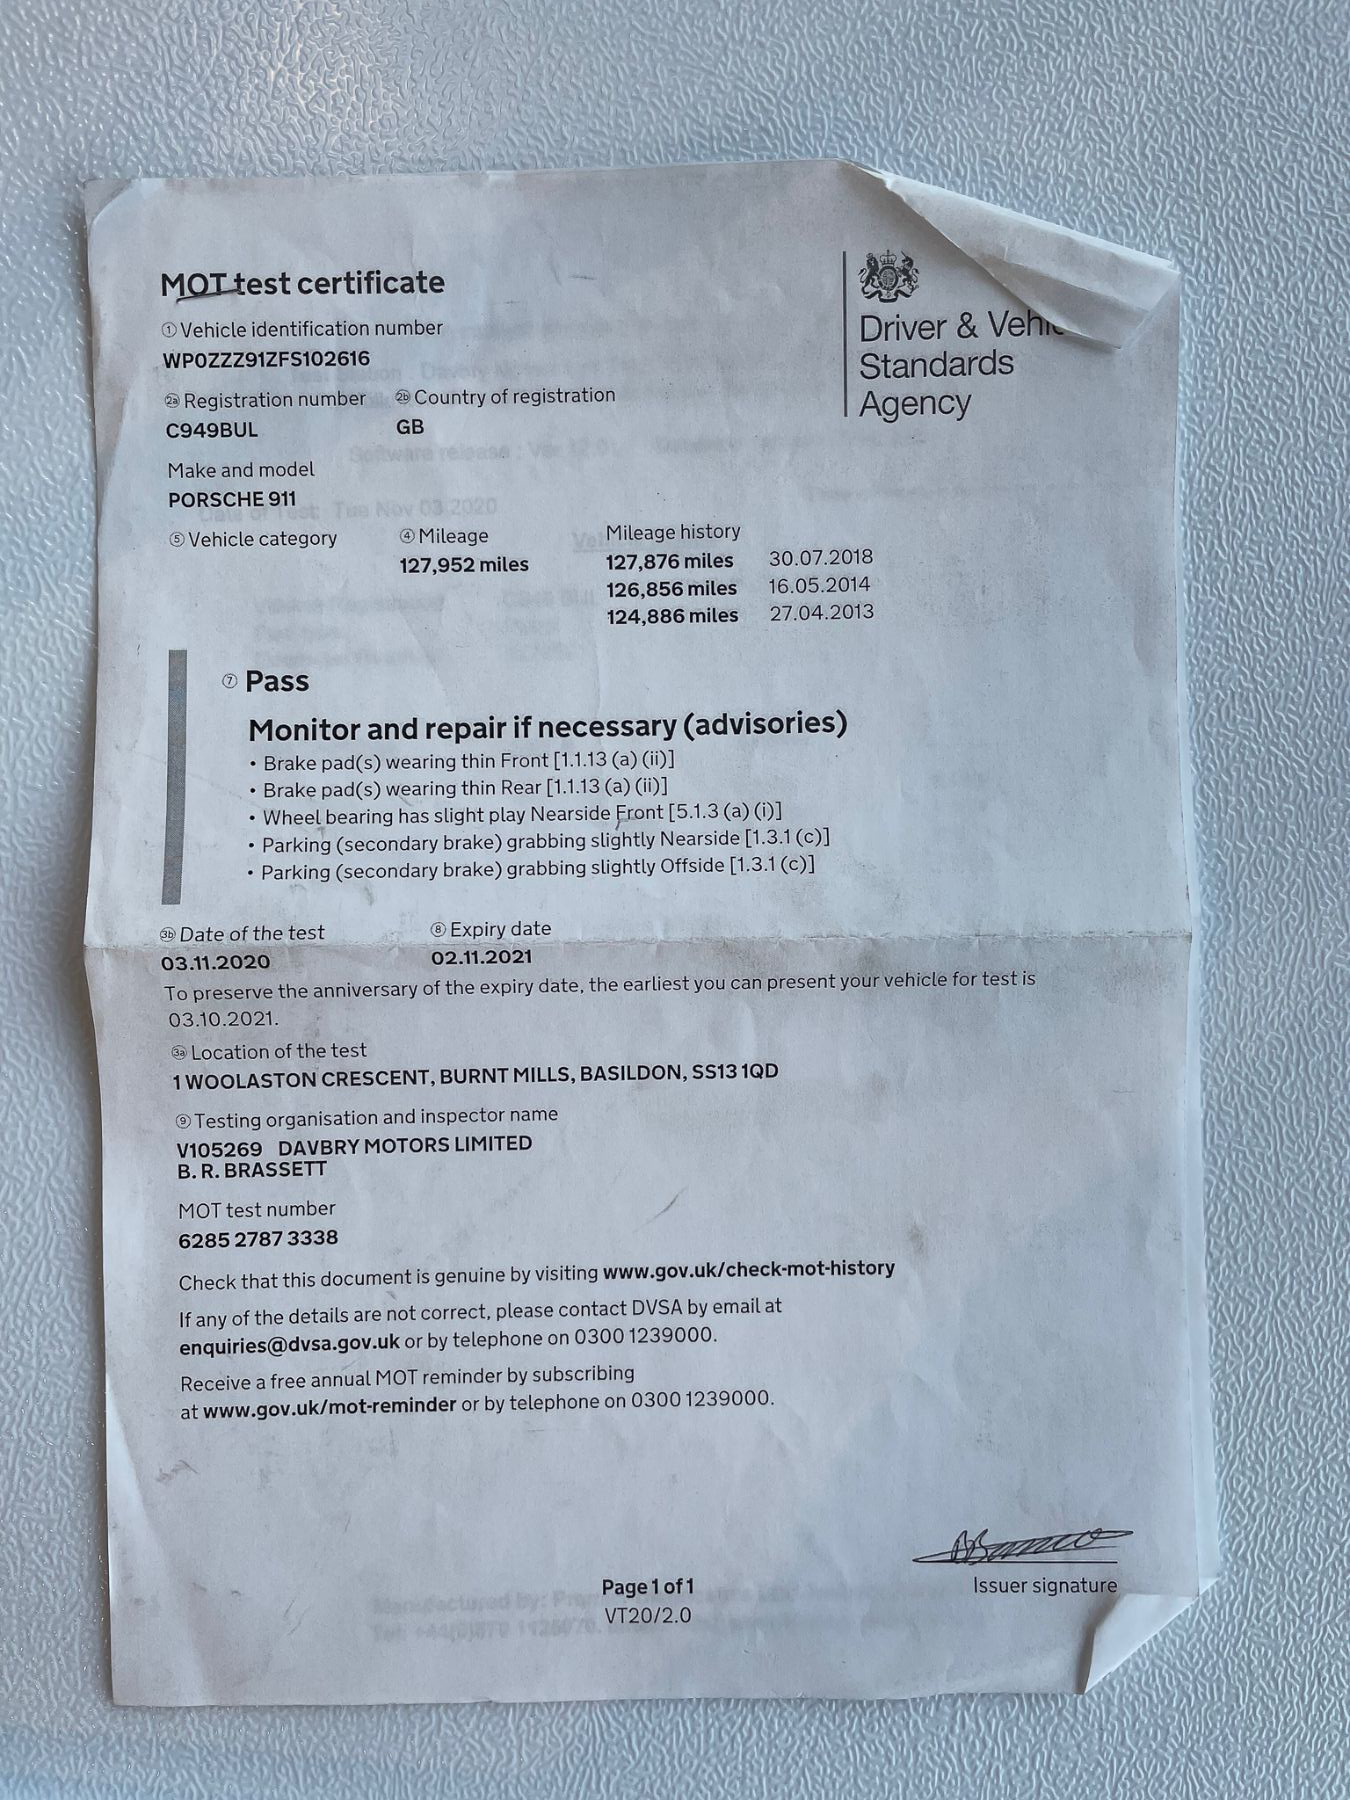 MOT test certificate
Driver & Vehic
Standards
Agency
① Vehicle identification number
WP0ZZZ91ZFS102616
2a Registration number 2b Country of registration
C949BUL GB
Make and model
PORSCHE 911
⑤ Vehicle category ④ Mileage Mileage history
127,952 miles 127,876 miles 30.07.2018
126,856 miles 16.05.2014
124,886 miles 27.04.2013
Date of Test: Tue Nov 03 2020
⑦ Pass
Monitor and repair if necessary (advisories)
• Brake pad(s) wearing thin Front [1.1.13 (a) (ii)]
• Brake pad(s) wearing thin Rear [1.1.13 (a) (ii)]
• Wheel bearing has slight play Nearside Front [5.1.3 (a) (i)]
• Parking (secondary brake) grabbing slightly Nearside [1.3.1 (c)]
• Parking (secondary brake) grabbing slightly Offside [1.3.1 (c)]
3b Date of the test ⑧ Expiry date
03.11.2020 02.11.2021
To preserve the anniversary of the expiry date, the earliest you can present your vehicle for test is
03.10.2021.
3a Location of the test
1 WOOLASTON CRESCENT, BURNT MILLS, BASILDON, SS13 1QD
⑨ Testing organisation and inspector name
V105269 DAVBRY MOTORS LIMITED
B. R. BRASSETT
MOT test number
6285 2787 3338
Check that this document is genuine by visiting www.gov.uk/check-mot-history
If any of the details are not correct, please contact DVSA by email at
enquiries@dvsa.gov.uk or by telephone on 0300 1239000.
Receive a free annual MOT reminder by subscribing
at www.gov.uk/mot-reminder or by telephone on 0300 1239000.
Issuer signature
Page 1 of 1
VT20/2.0